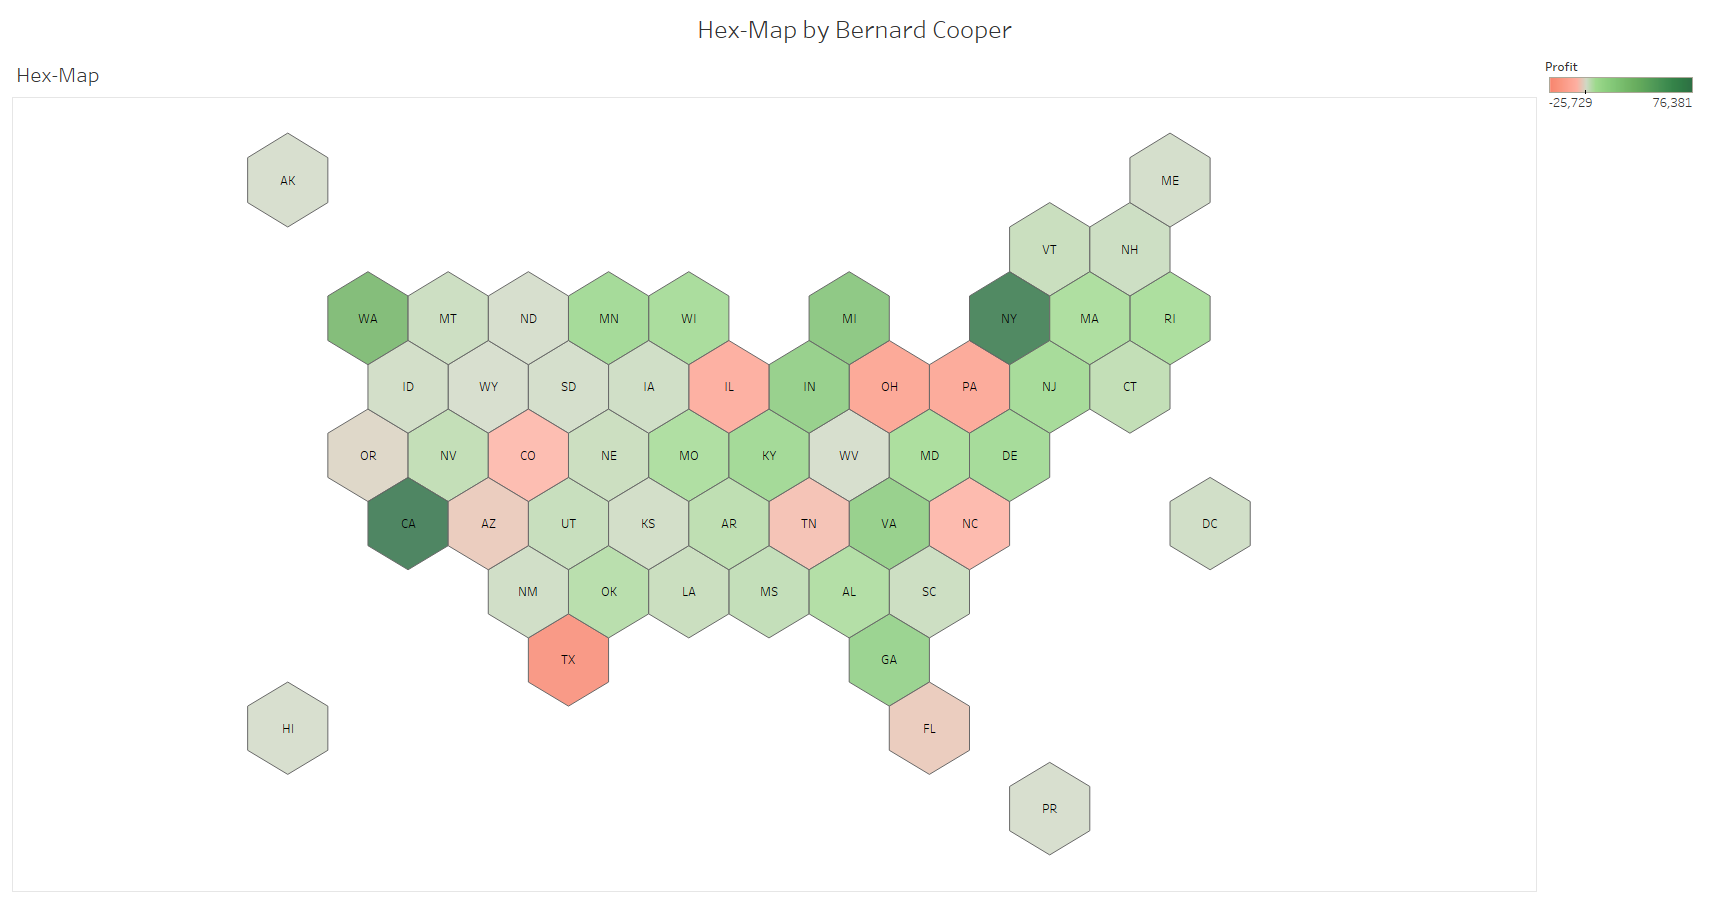 Hex-Map by Bernard Cooper
Hex-Map
Profit
-25,729 76,381
AK ME
VT NH
WA MT ND MN WI MI NY MA RI
ID WY SD IA IL IN OH PA NJ CT
OR NV CO NE MO KY WV MD DE
CA AZ UT KS AR TN VA NC DC
NM OK LA MS AL SC
TX GA
HI FL
PR